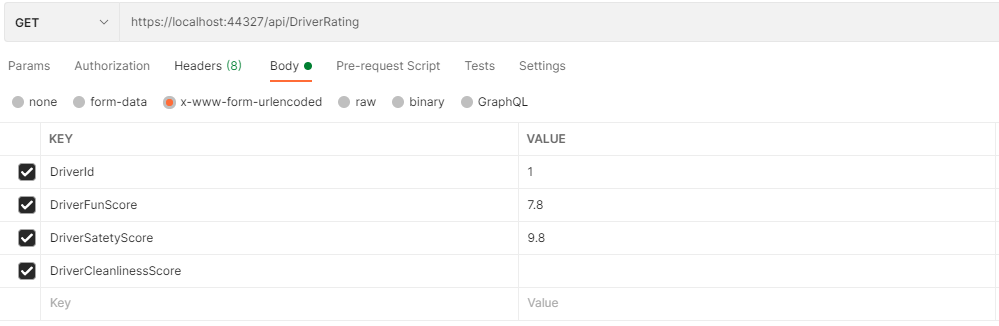 GET https://localhost:44327/api/DriverRating
Params Authorization Headers (8) Body Pre-request Script Tests Settings
none form-data x-www-form-urlencoded raw binary GraphQL
KEY VALUE
DriverId 1
DriverFunScore 7.8
DriverSatetyScore 9.8
DriverCleanlinessScore
Key Value